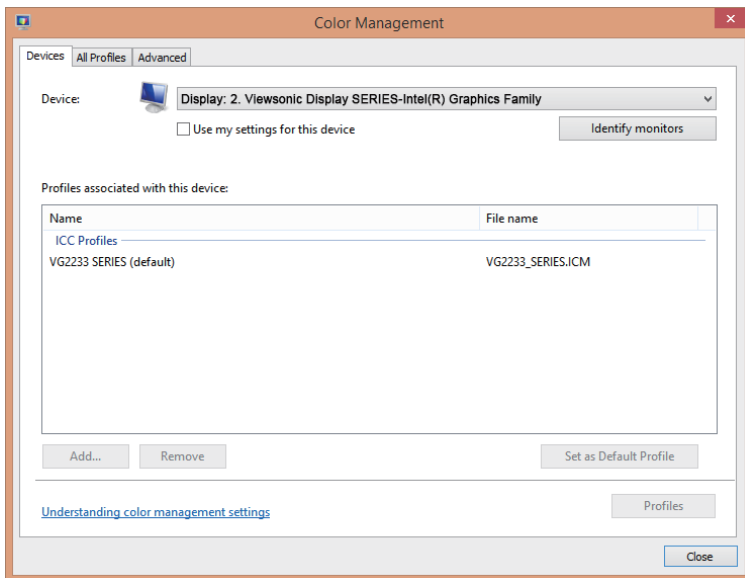 Color Management
Devices All Profiles Advanced
Device: Display: 2. Viewsonic Display SERIES-Intel(R) Graphics Family
Use my settings for this device Identify monitors
Profiles associated with this device:
Name File name
ICC Profiles
VG2233 SERIES (default) VG2233_SERIES.ICM
Add... Remove Set as Default Profile
Understanding color management settings Profiles
Close